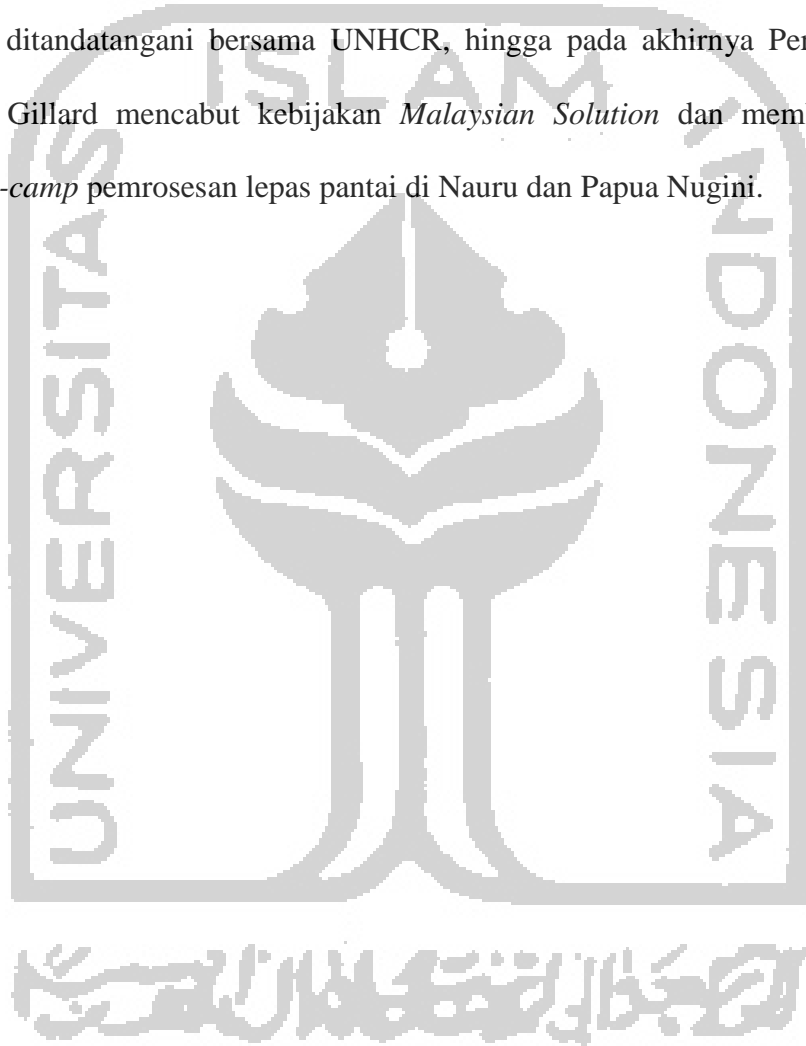 ditandatangani bersama UNHCR, hingga pada akhirnya Per
Gillard mencabut kebijakan Malaysian Solution dan mem
-camp pemrosesan lepas pantai di Nauru dan Papua Nugini.
ISLAM
UNIVERSITAS
INDONESIA